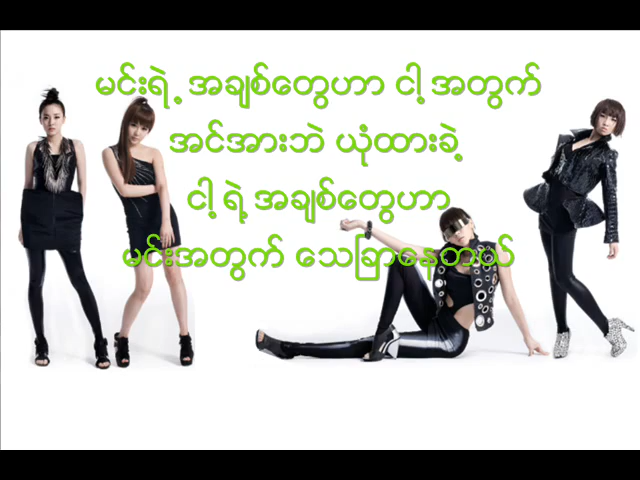 မင်းရဲ့ အချစ်တွေဟာ ငါ့ အတွက်
အင်အားဘဲ ယုံထားခဲ့
ငါ့ ရဲ့ အချစ်တွေဟာ
မင်းအတွက် သေခြာနေတယ်